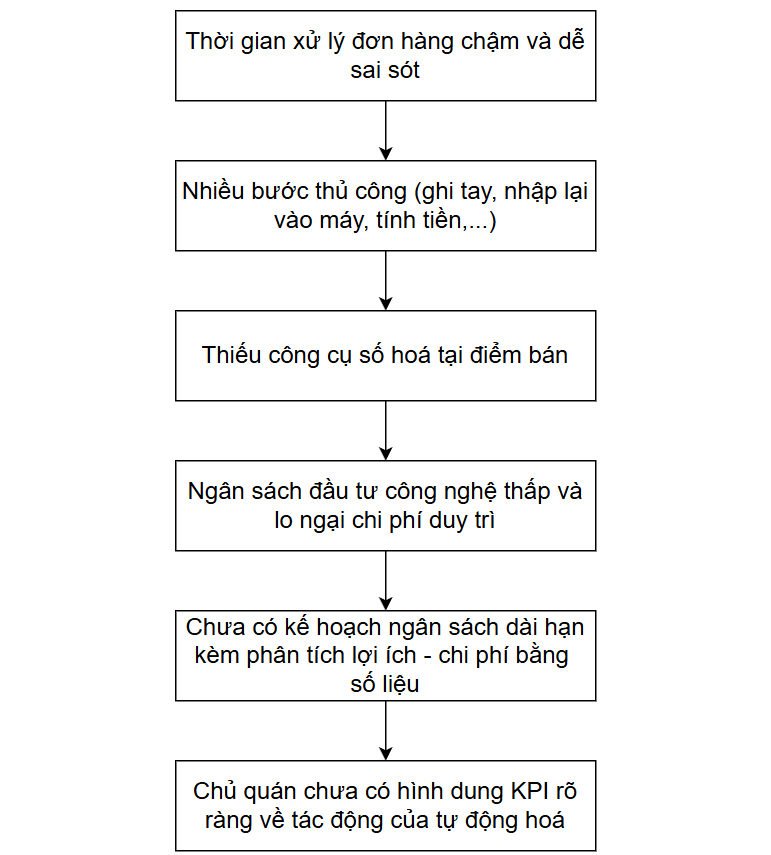 Thời gian xử lý đơn hàng chậm và dễ
sai sót
Nhiều bước thủ công (ghi tay, nhập lại
vào máy, tính tiền,...)
Thiếu công cụ số hoá tại điểm bán
Ngân sách đầu tư công nghệ thấp và
lo ngại chi phí duy trì
Chưa có kế hoạch ngân sách dài hạn
kèm phân tích lợi ích - chi phí bằng
số liệu
Chủ quán chưa có hình dung KPI rõ
ràng về tác động của tự động hoá